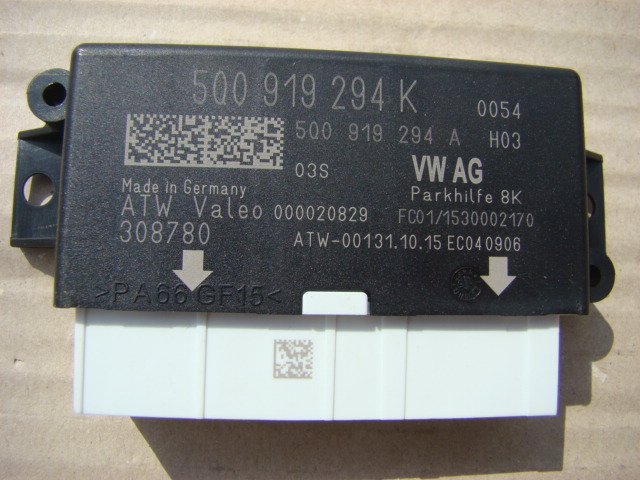 5Q0 919 294 K
0054
5Q0 919 294 A H03
03S VW AG
Made in Germany Parkhilfe 8K
ATW Valeo 000020829 FC01/1530002170
308780 ATW-00131.10.15 EC040906
>PA66 GF15<